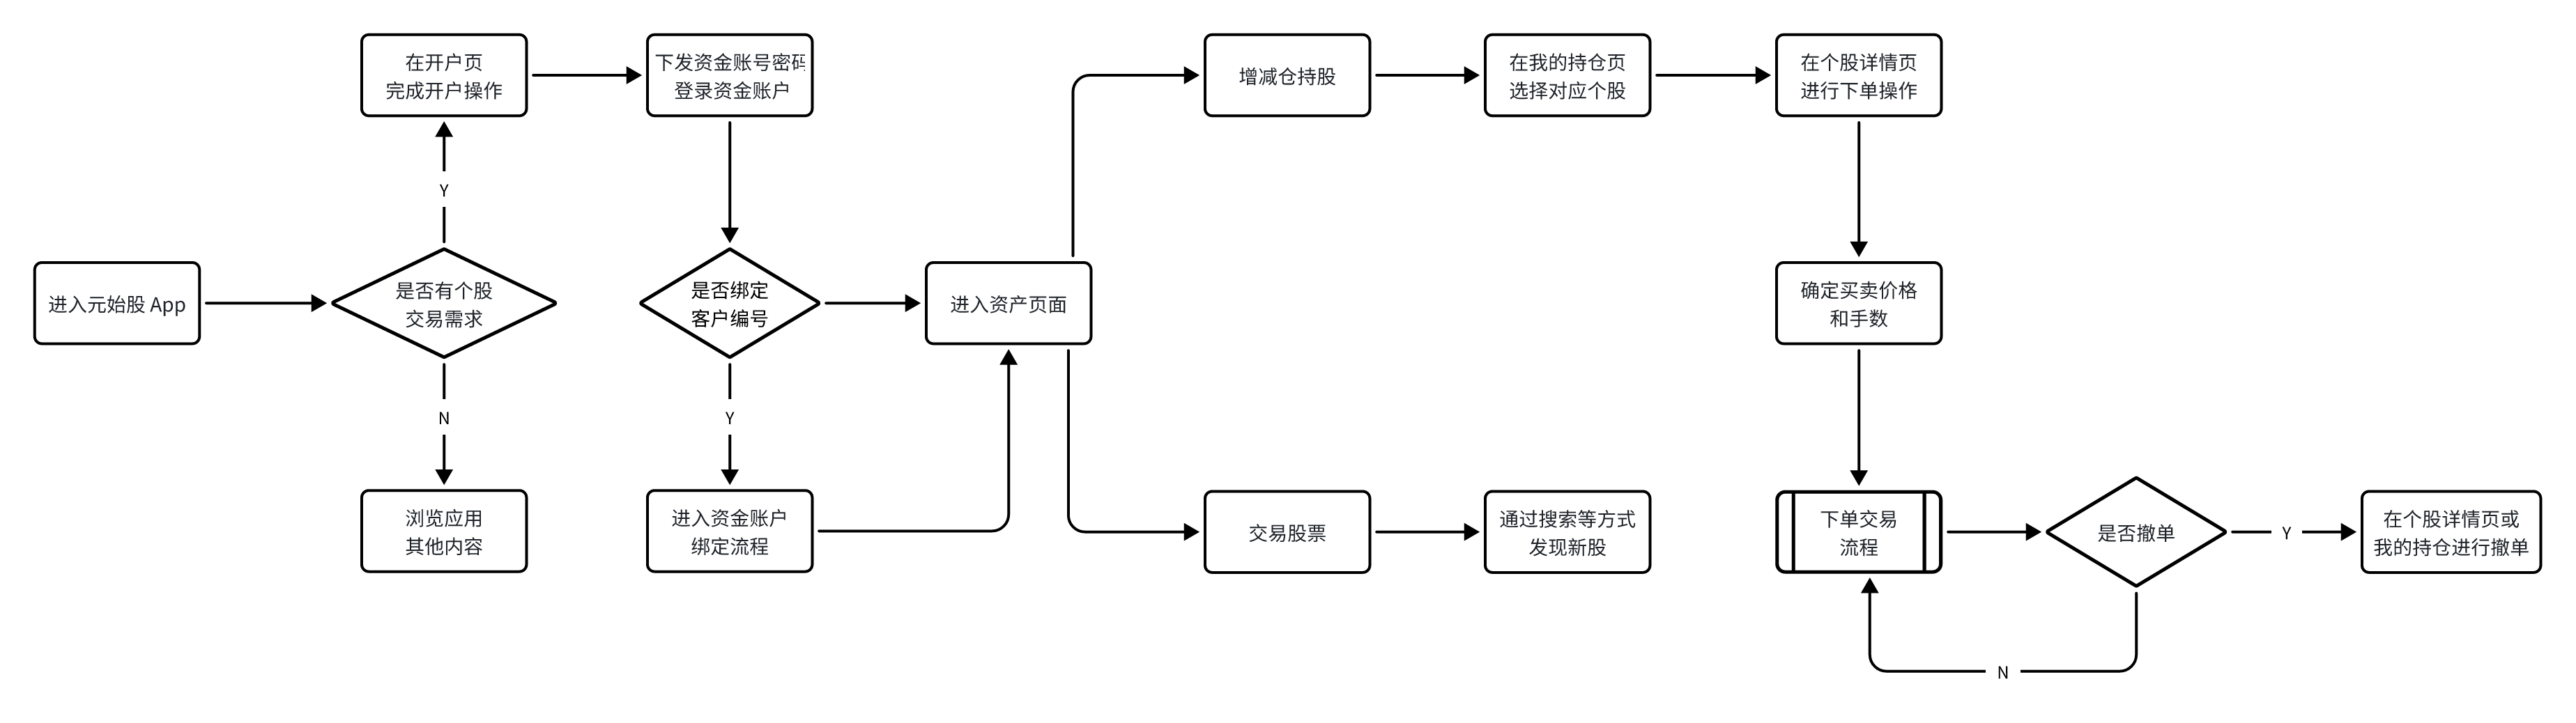 在开户页
完成开户操作
下发资金账号密码
登录资金账户
增减仓持股
在我的持仓页
选择对应个股
在个股详情页
进行下单操作
Y
进入元始股 App
是否有个股
交易需求
是否绑定
客户编号
进入资产页面
确定买卖价格
和手数
N
Y
浏览应用
其他内容
进入资金账户
绑定流程
交易股票
通过搜索等方式
发现新股
下单交易
流程
是否撤单
Y
在个股详情页或
我的持仓进行撤单
N